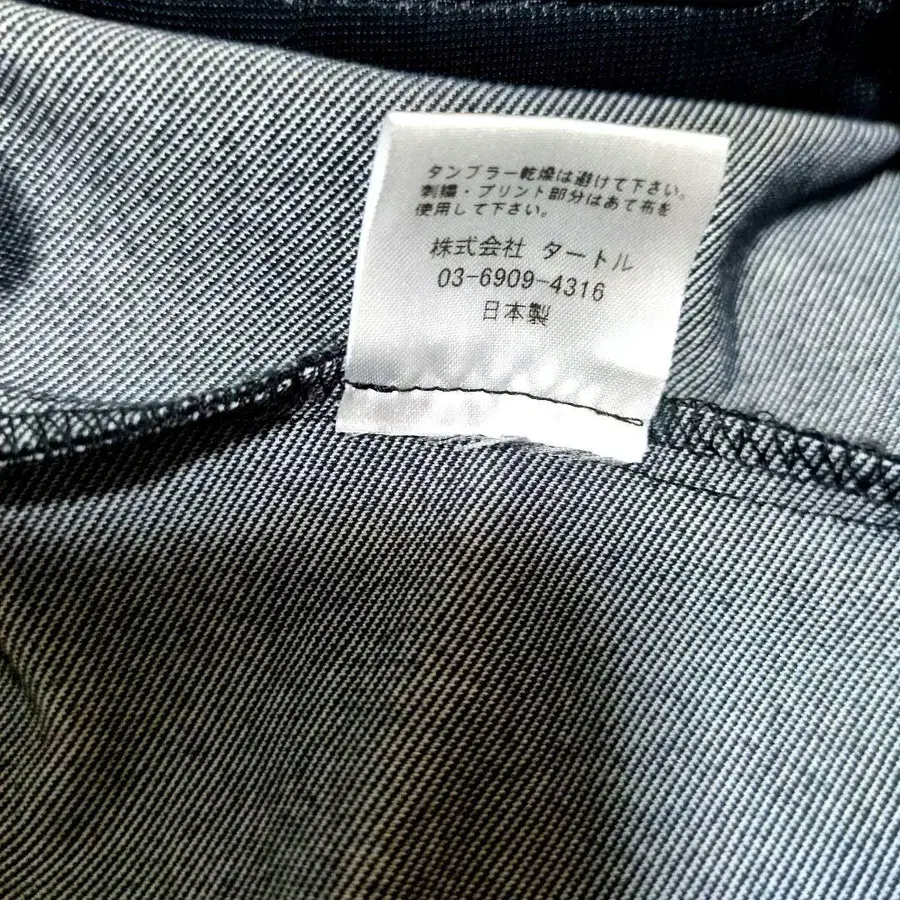 タンブラー乾燥は避けて下さい。
刺繍・プリント部分はあて布を
使用して下さい。
株式会社 タートル
03-6909-4316
日本製